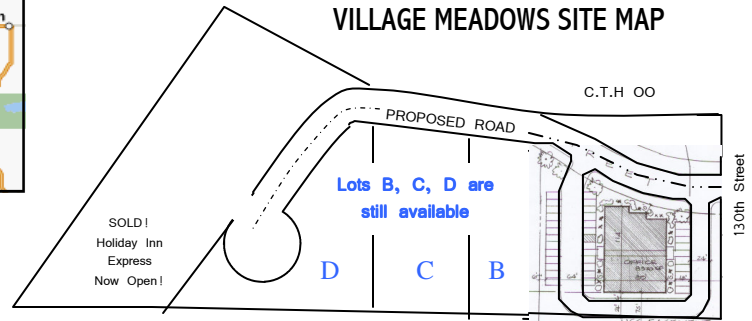 VILLAGE MEADOWS SITE MAP
C.T.H OO
PROPOSED ROAD
130th Street
Lots B, C, D are
still available
SOLD!
Holiday Inn
Express
Now Open!
D
C
B
OFFICE